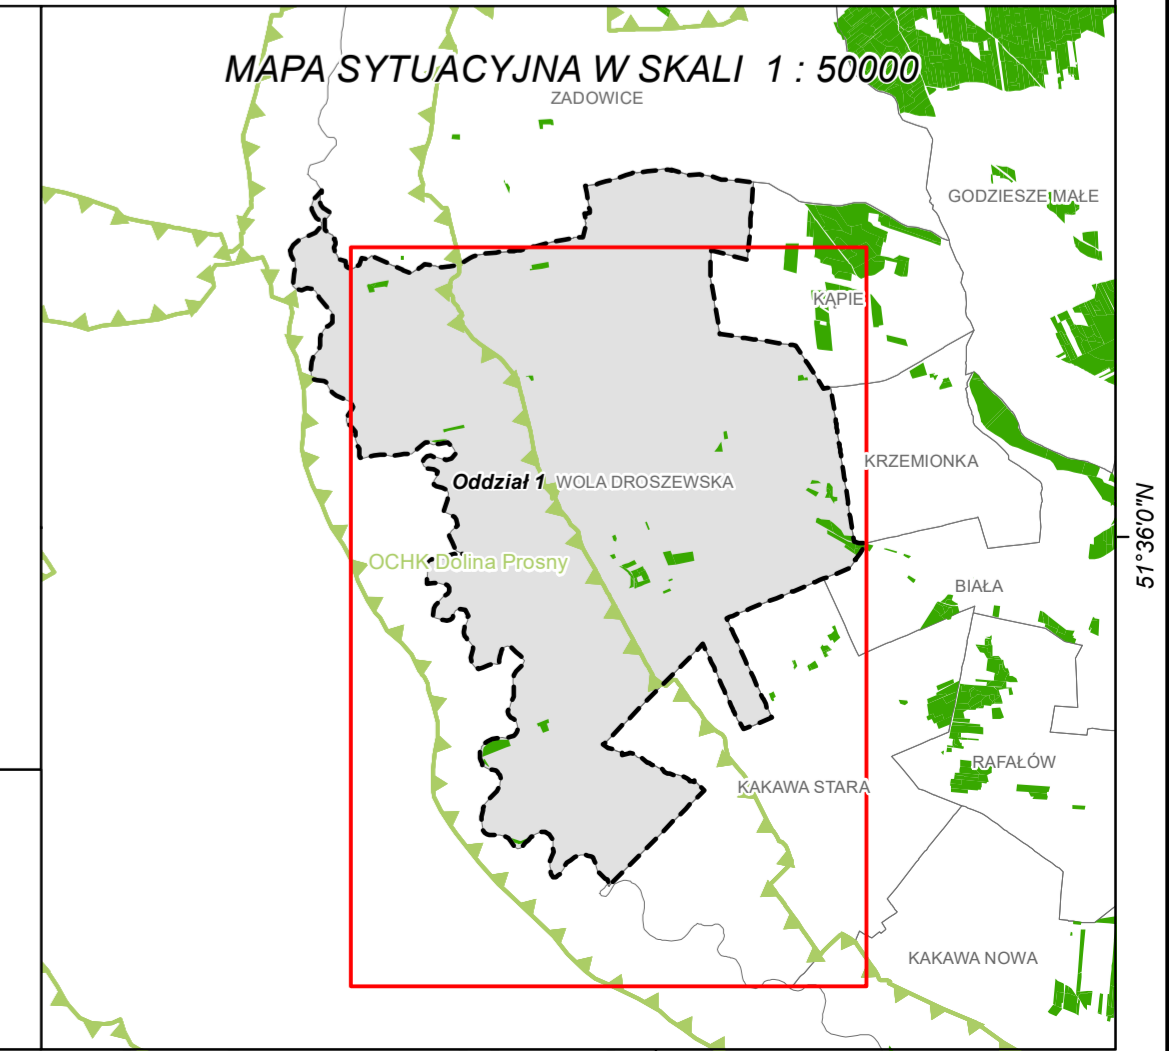 MAPA SYTUACYJNA W SKALI 1 : 50000
ZADOWICE
GODZIESZE MAŁE
KĄPIE
KRZEMIONKA
Oddział 1 WOLA DROSZEWSKA
51°36'0"N
OCHK Dolina Prosny
BIAŁA
RAFAŁÓW
KAKAWA STARA
KAKAWA NOWA